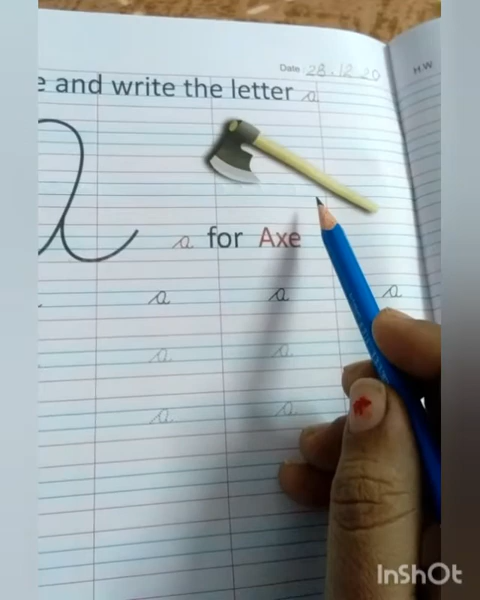 Date 28.12.20
H.W
e and write the letter a
a
a for Axe
a a a
a a
a a
InShOt